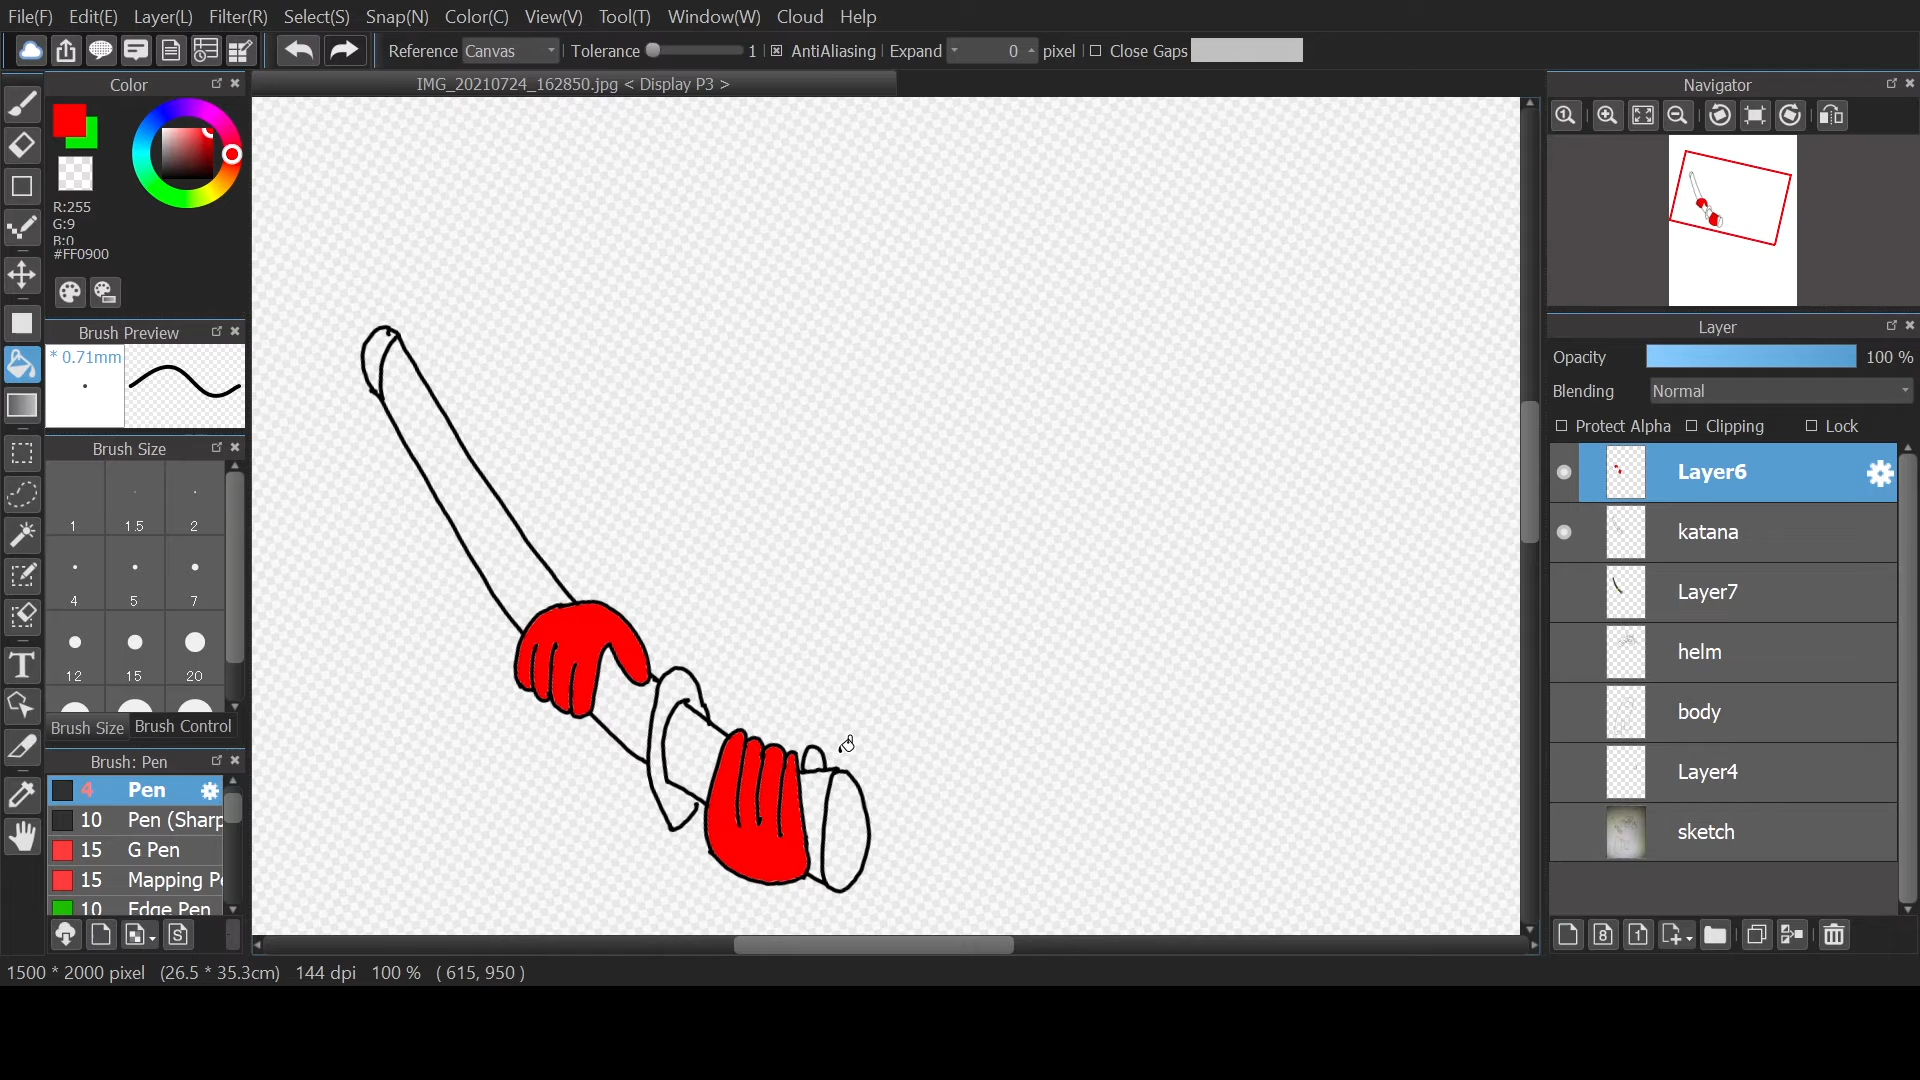 File(F) Edit(E) Layer(L) Filter(R) Select(S) Snap(N) Color(C) View(V) Tool(T) Window(W) Cloud Help
Reference Canvas Tolerance 1 AntiAliasing Expand 0 pixel Close Gaps
Color
IMG_20210724_162850.jpg < Display P3 >
Navigator
R:255
G:9
B:0
#FF0900
Brush Preview
* 0.71mm
Brush Size
1 1.5 2
4 5 7
12 15 20
Brush Size Brush Control
Brush: Pen
4 Pen
10 Pen (Sharp
15 G Pen
15 Mapping Pe
10 Edge Pen
Layer
Opacity 100 %
Blending Normal
Protect Alpha Clipping Lock
Layer6
katana
Layer7
helm
body
Layer4
sketch
8 1
S
1500 * 2000 pixel (26.5 * 35.3cm) 144 dpi 100 % ( 615, 950 )